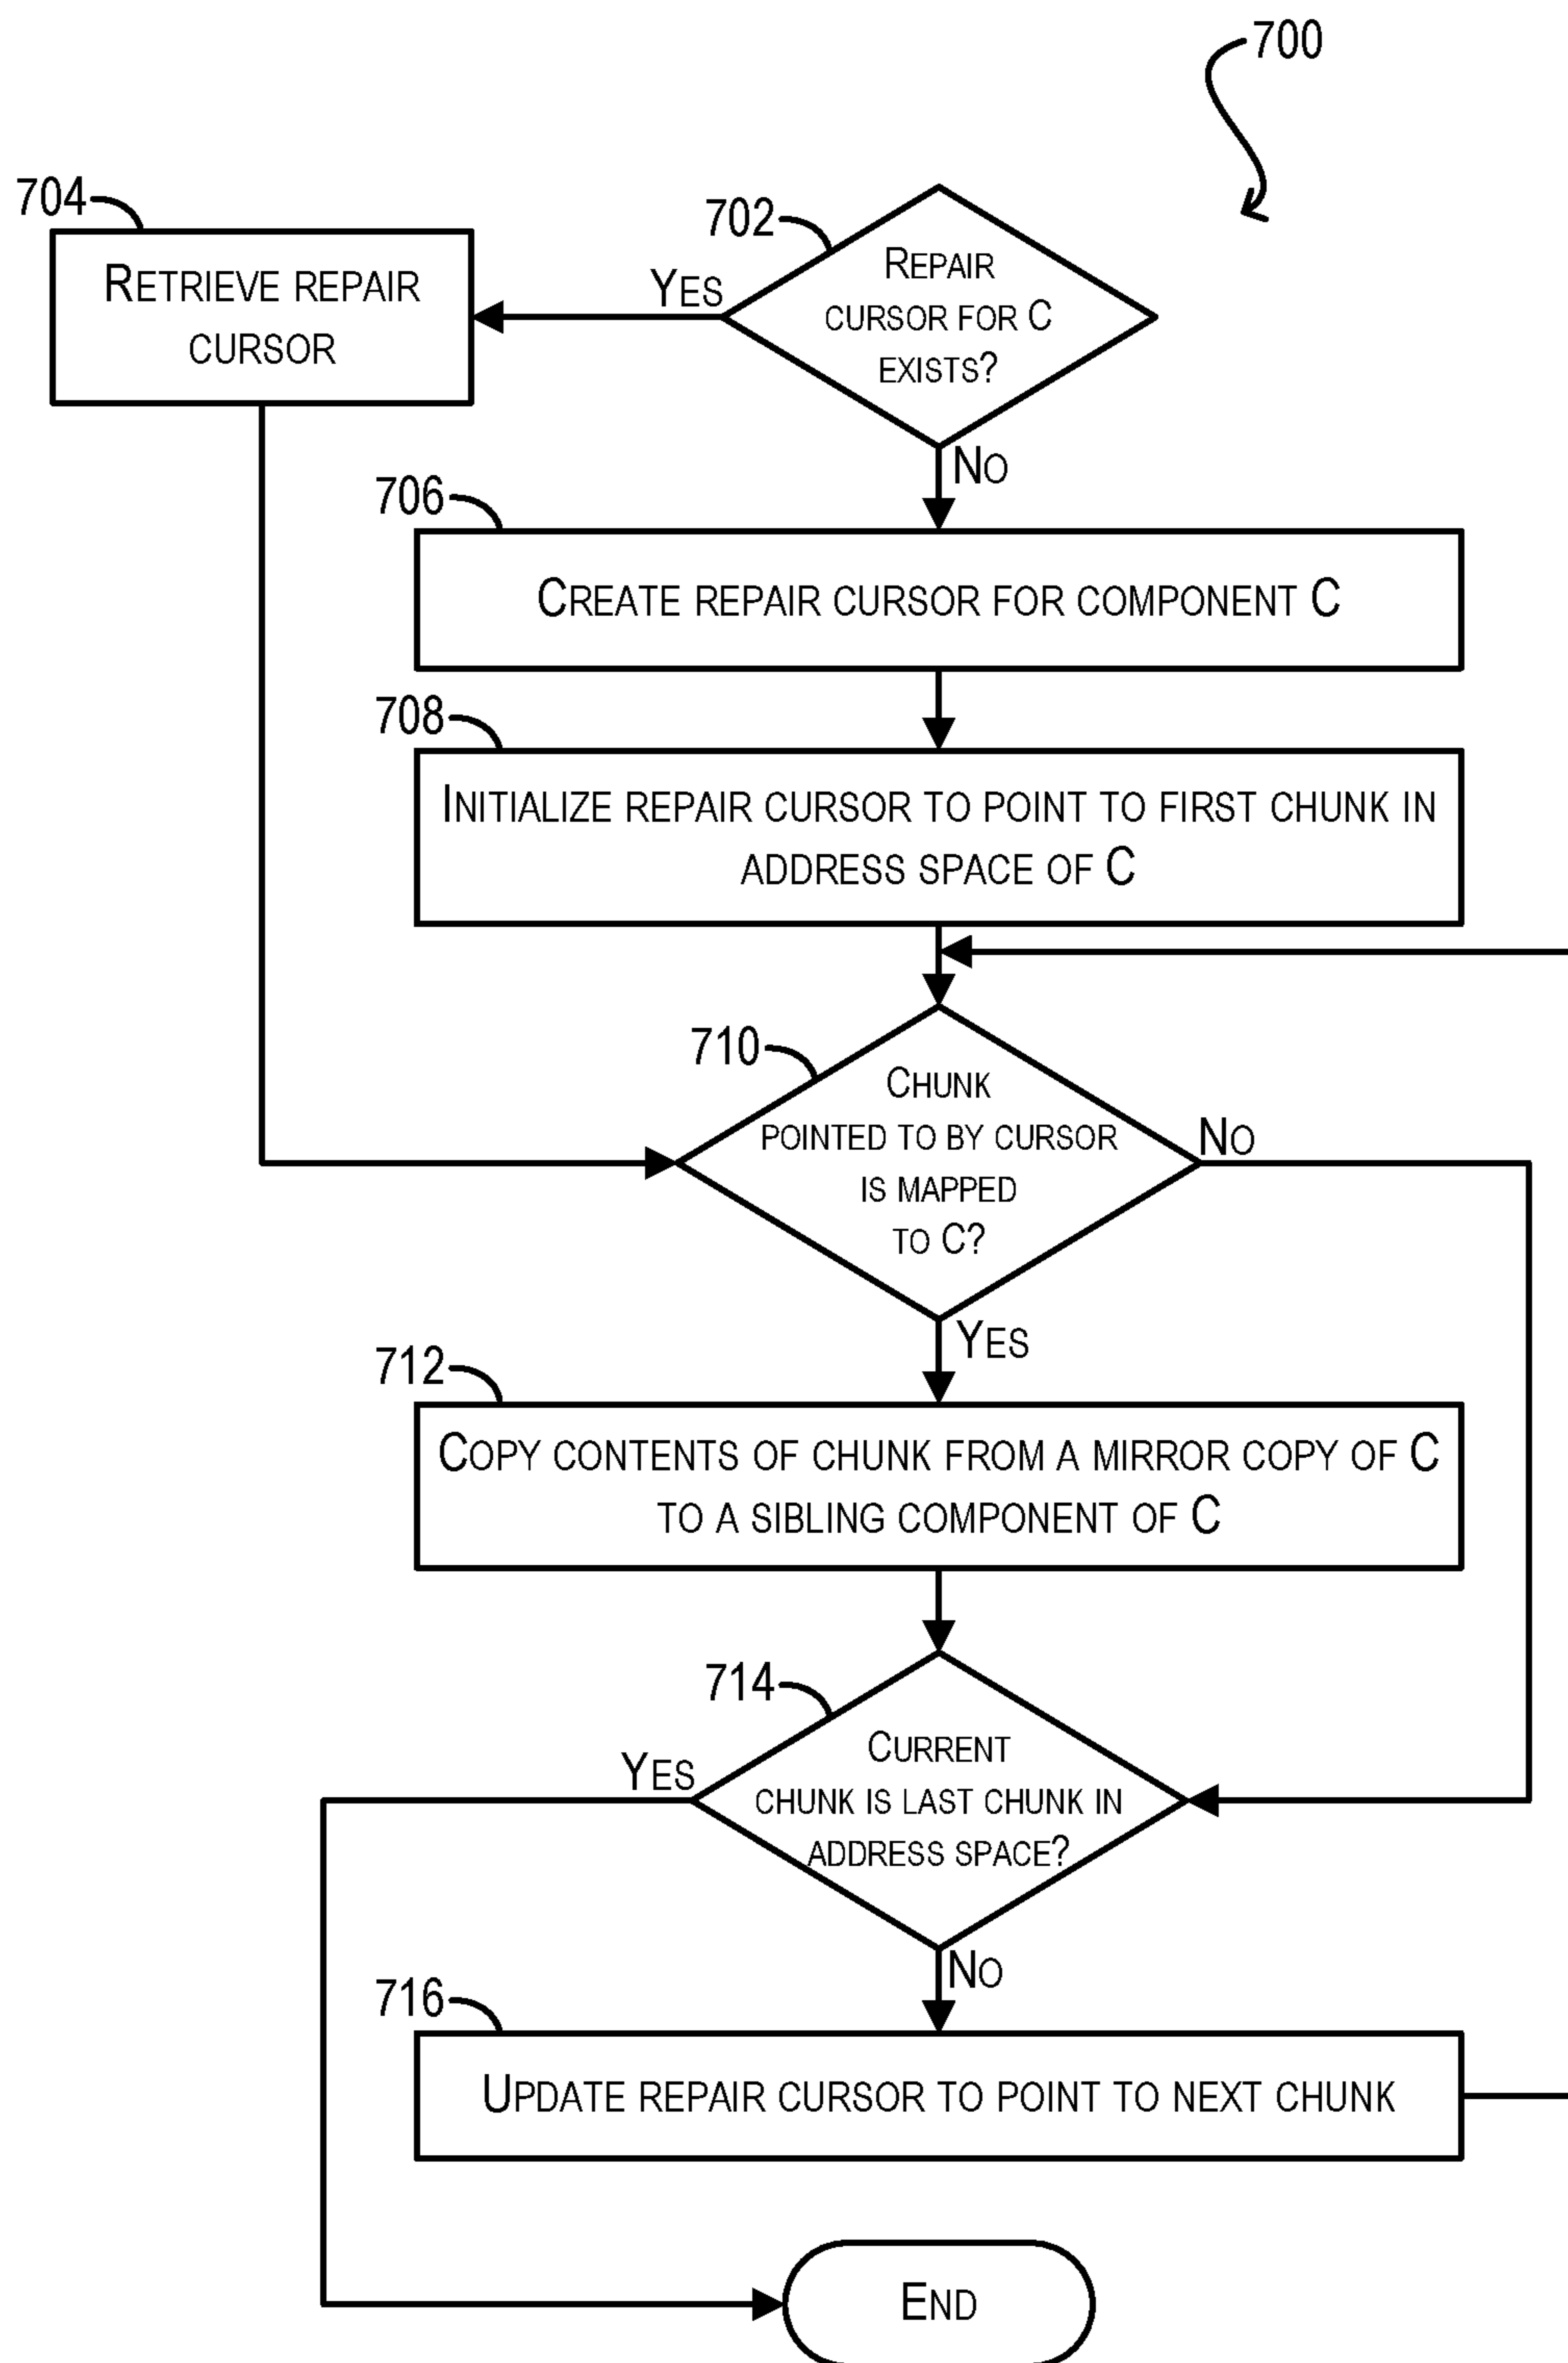 700
704
702
RETRIEVE REPAIR
CURSOR
YES
REPAIR
CURSOR FOR C
EXISTS?
NO
706
CREATE REPAIR CURSOR FOR COMPONENT C
708
INITIALIZE REPAIR CURSOR TO POINT TO FIRST CHUNK IN
ADDRESS SPACE OF C
710
CHUNK
POINTED TO BY CURSOR
IS MAPPED
TO C?
NO
YES
712
COPY CONTENTS OF CHUNK FROM A MIRROR COPY OF C
TO A SIBLING COMPONENT OF C
714
YES
CURRENT
CHUNK IS LAST CHUNK IN
ADDRESS SPACE?
NO
716
UPDATE REPAIR CURSOR TO POINT TO NEXT CHUNK
END